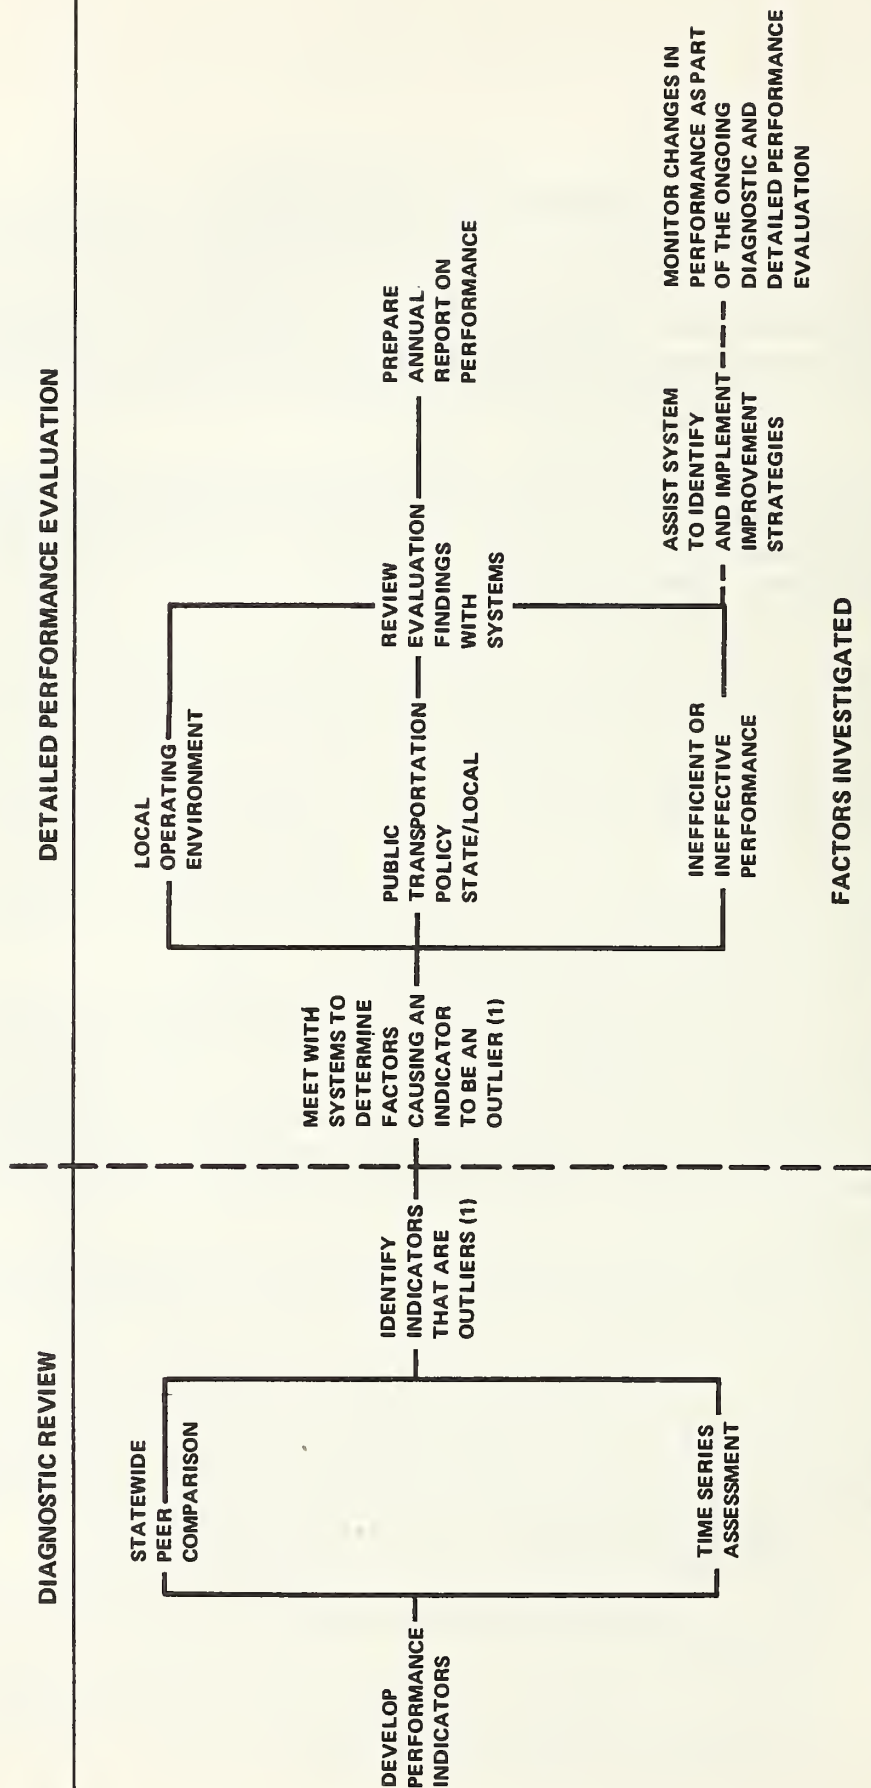 DIAGNOSTIC REVIEW
DETAILED PERFORMANCE EVALUATION
DEVELOP
PERFORMANCE
INDICATORS
STATEWIDE
PEER
COMPARISON
TIME SERIES
ASSESSMENT
IDENTIFY
INDICATORS
THAT ARE
OUTLIERS (1)
MEET WITH
SYSTEMS TO
DETERMINE
FACTORS
CAUSING AN
INDICATOR
TO BE AN
OUTLIER (1)
LOCAL
OPERATING
ENVIRONMENT
PUBLIC
TRANSPORTATION
POLICY
STATE/LOCAL
INEFFICIENT OR
INEFFECTIVE
PERFORMANCE
REVIEW
EVALUATION
FINDINGS
WITH
SYSTEMS
PREPARE
ANNUAL
REPORT ON
PERFORMANCE
ASSIST SYSTEM
TO IDENTIFY
AND IMPLEMENT
IMPROVEMENT
STRATEGIES
MONITOR CHANGES IN
PERFORMANCE AS PART
OF THE ONGOING
DIAGNOSTIC AND
DETAILED PERFORMANCE
EVALUATION
FACTORS INVESTIGATED